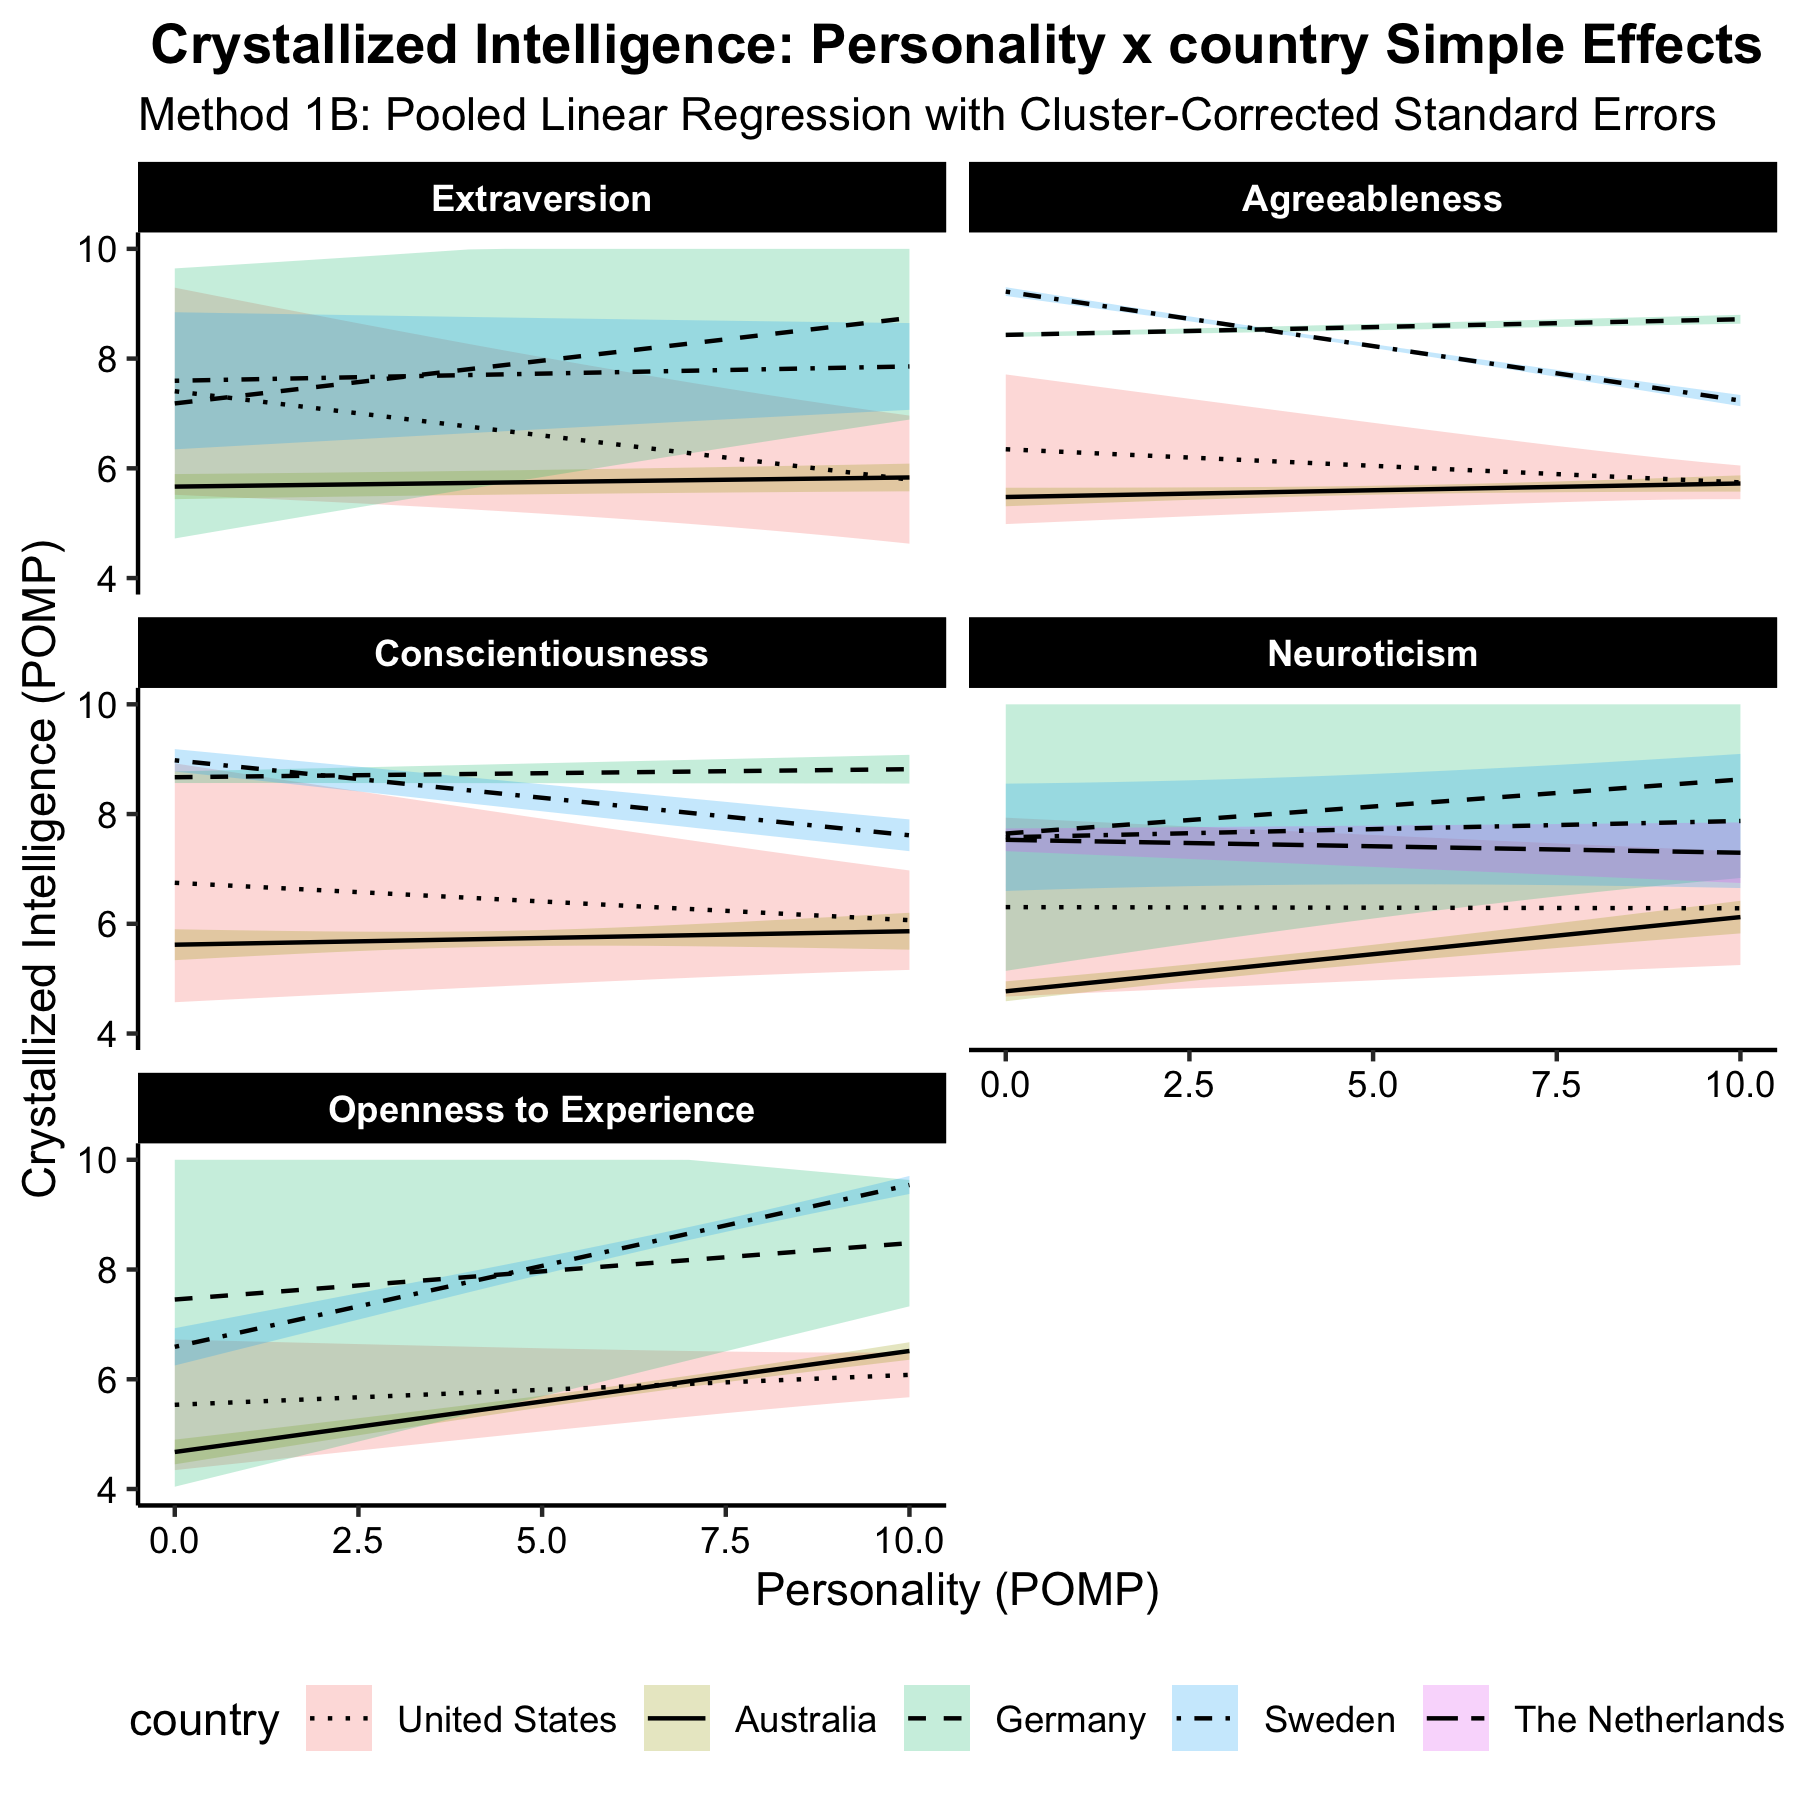 Crystallized Intelligence: Personality x country Simple Effects
Method 1B: Pooled Linear Regression with Cluster-Corrected Standard Errors
Extraversion
Agreeableness
10
8
6
4
Conscientiousness
Neuroticism
10
8
6
4
0.0 2.5 5.0 7.5 10.0
Openness to Experience
10
8
6
4
0.0 2.5 5.0 7.5 10.0
Crystallized Intelligence (POMP)
Personality (POMP)
country United States Australia Germany Sweden The Netherlands